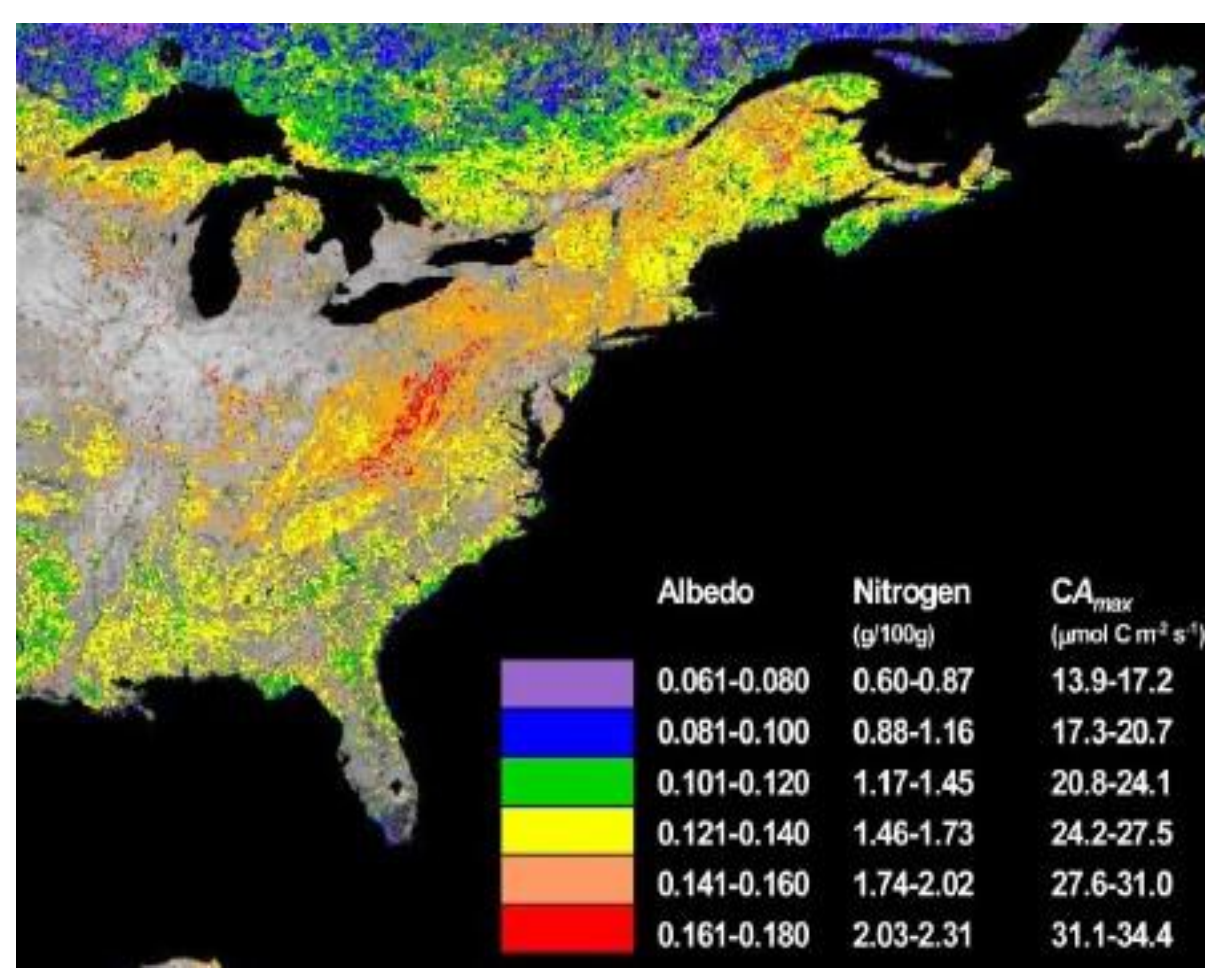 Albedo Nitrogen CA max
(g/100g) (μmol C m⁻² s⁻¹)
0.061-0.080 0.60-0.87 13.9-17.2
0.081-0.100 0.88-1.16 17.3-20.7
0.101-0.120 1.17-1.45 20.8-24.1
0.121-0.140 1.46-1.73 24.2-27.5
0.141-0.160 1.74-2.02 27.6-31.0
0.161-0.180 2.03-2.31 31.1-34.4